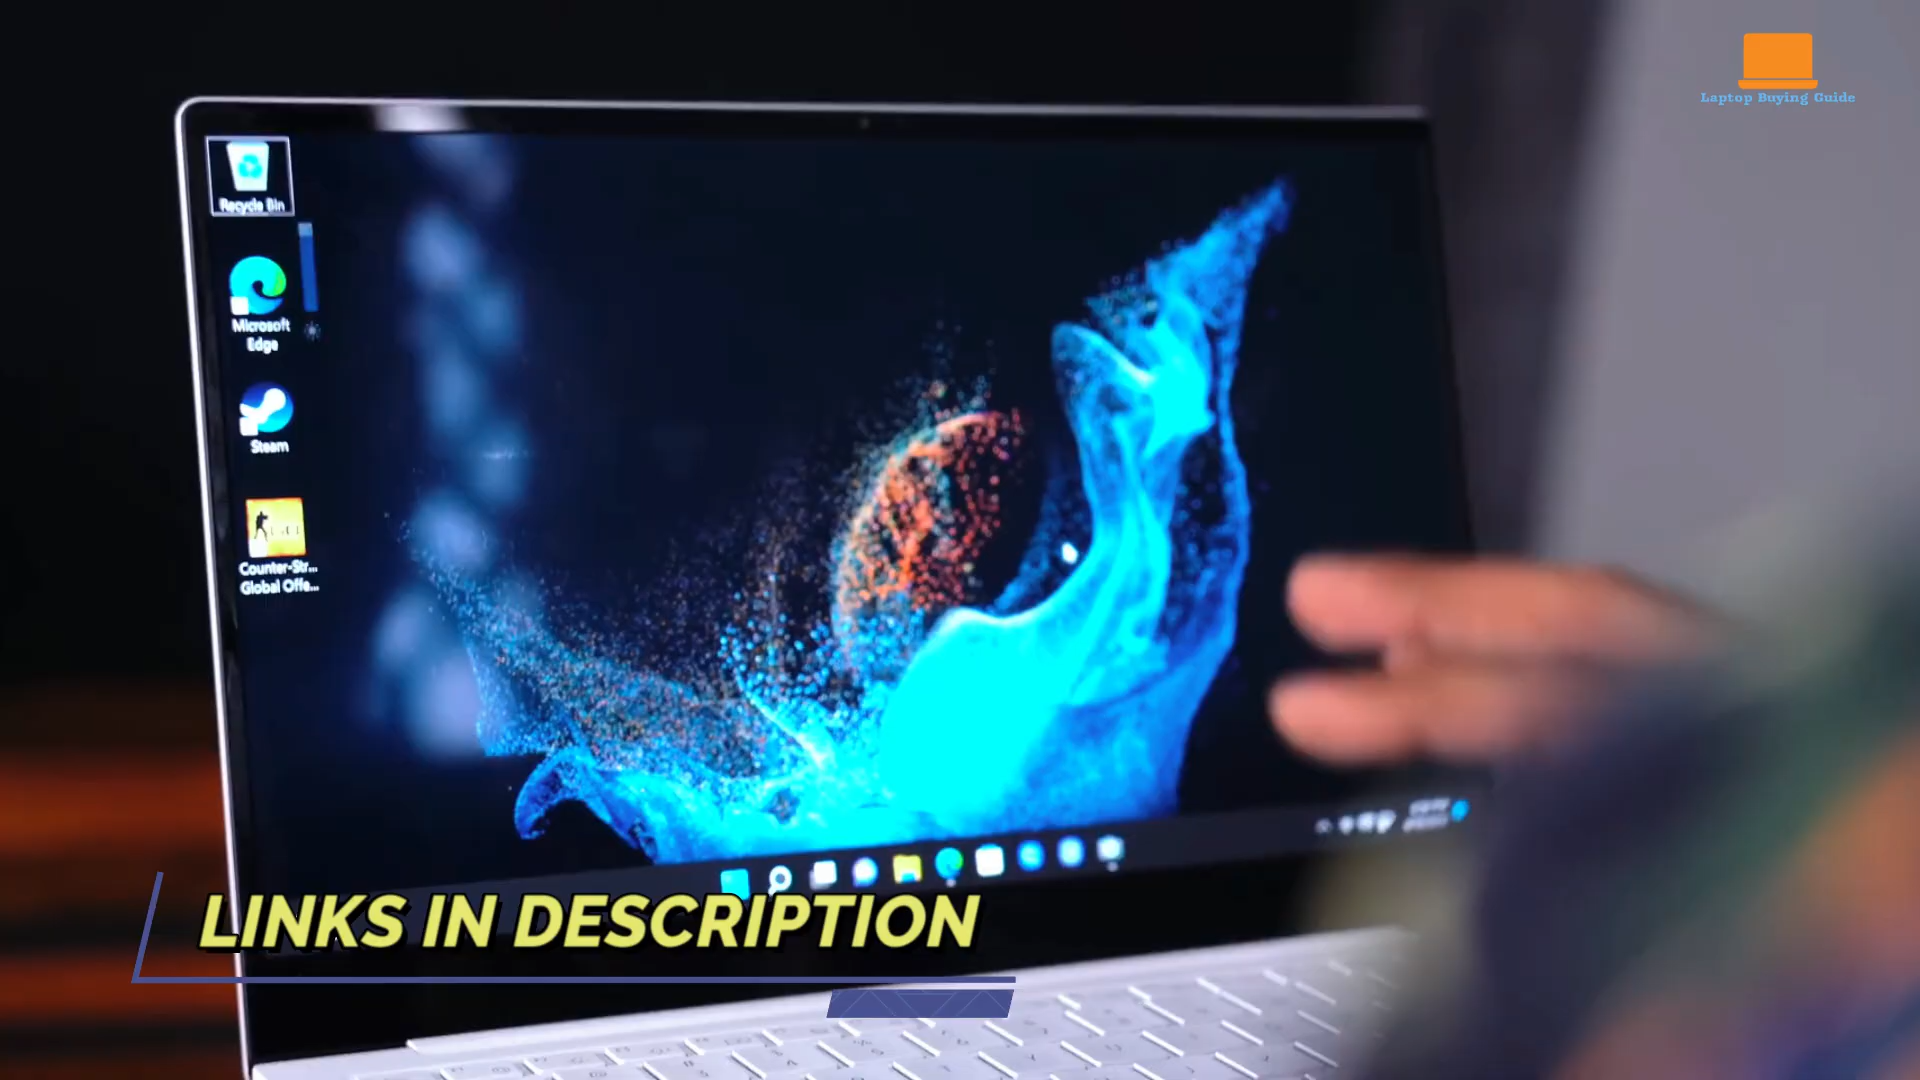 Laptop Buying Guide
Recycle Bin
Microsoft
Edge
Steam
Counter-Str...
Global Offe...
LINKS IN DESCRIPTION